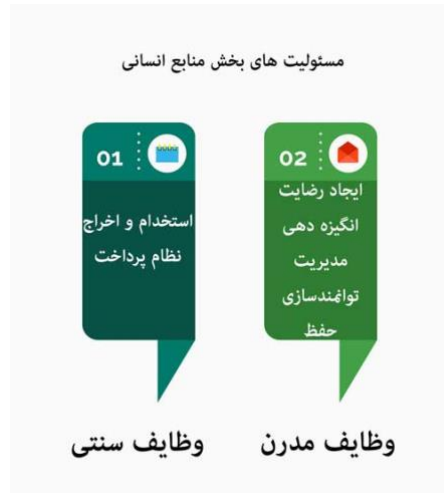 مسئولیت های بخش منابع انسانی
01
استخدام و اخراج
نظام پرداخت
وظایف سنتی
02
ایجاد رضایت
انگیزه دهی
مدیریت
توانمندسازی
حفظ
وظایف مدرن